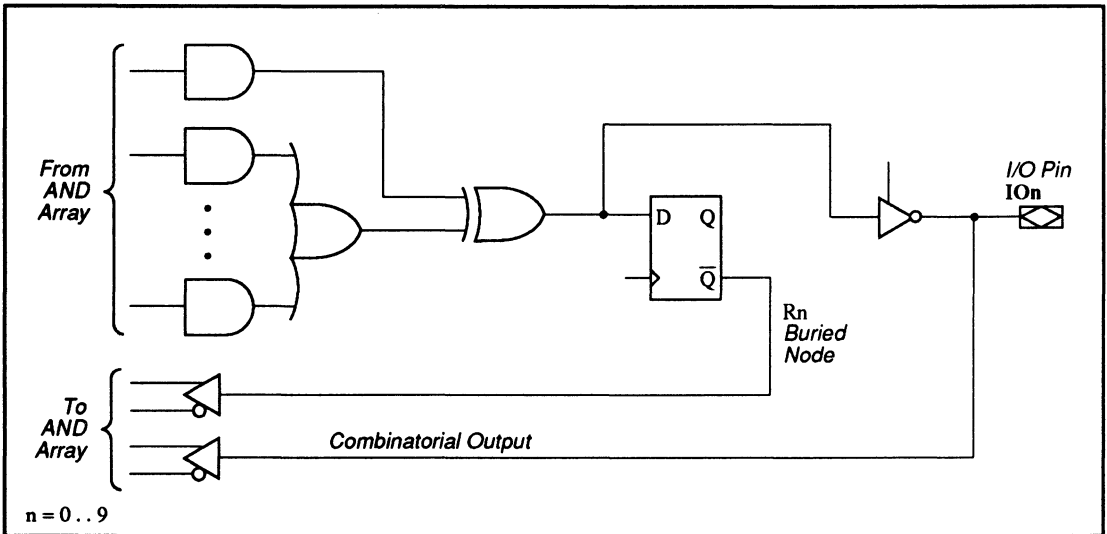 From
AND
Array
D Q
Q̅
I/O Pin
IOn
Rn
Buried
Node
To
AND
Array
Combinatorial Output
n = 0 . . 9